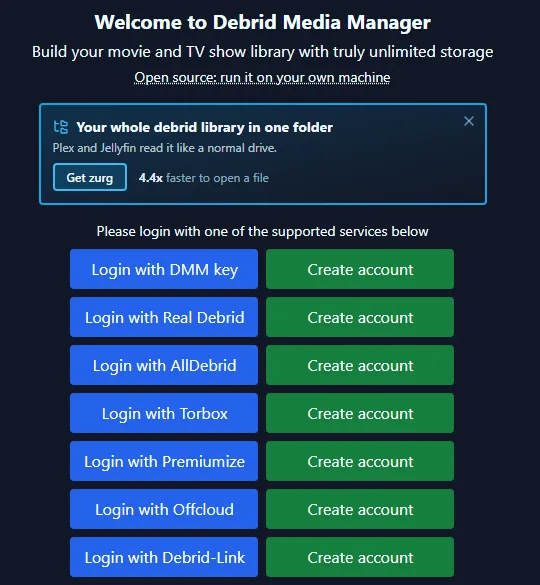 Welcome to Debrid Media Manager
Build your movie and TV show library with truly unlimited storage
Open source: run it on your own machine
Your whole debrid library in one folder
Plex and Jellyfin read it like a normal drive.
Get zurg 4.4x faster to open a file
Please login with one of the supported services below
Login with DMM key Create account
Login with Real Debrid Create account
Login with AllDebrid Create account
Login with Torbox Create account
Login with Premiumize Create account
Login with Offcloud Create account
Login with Debrid-Link Create account